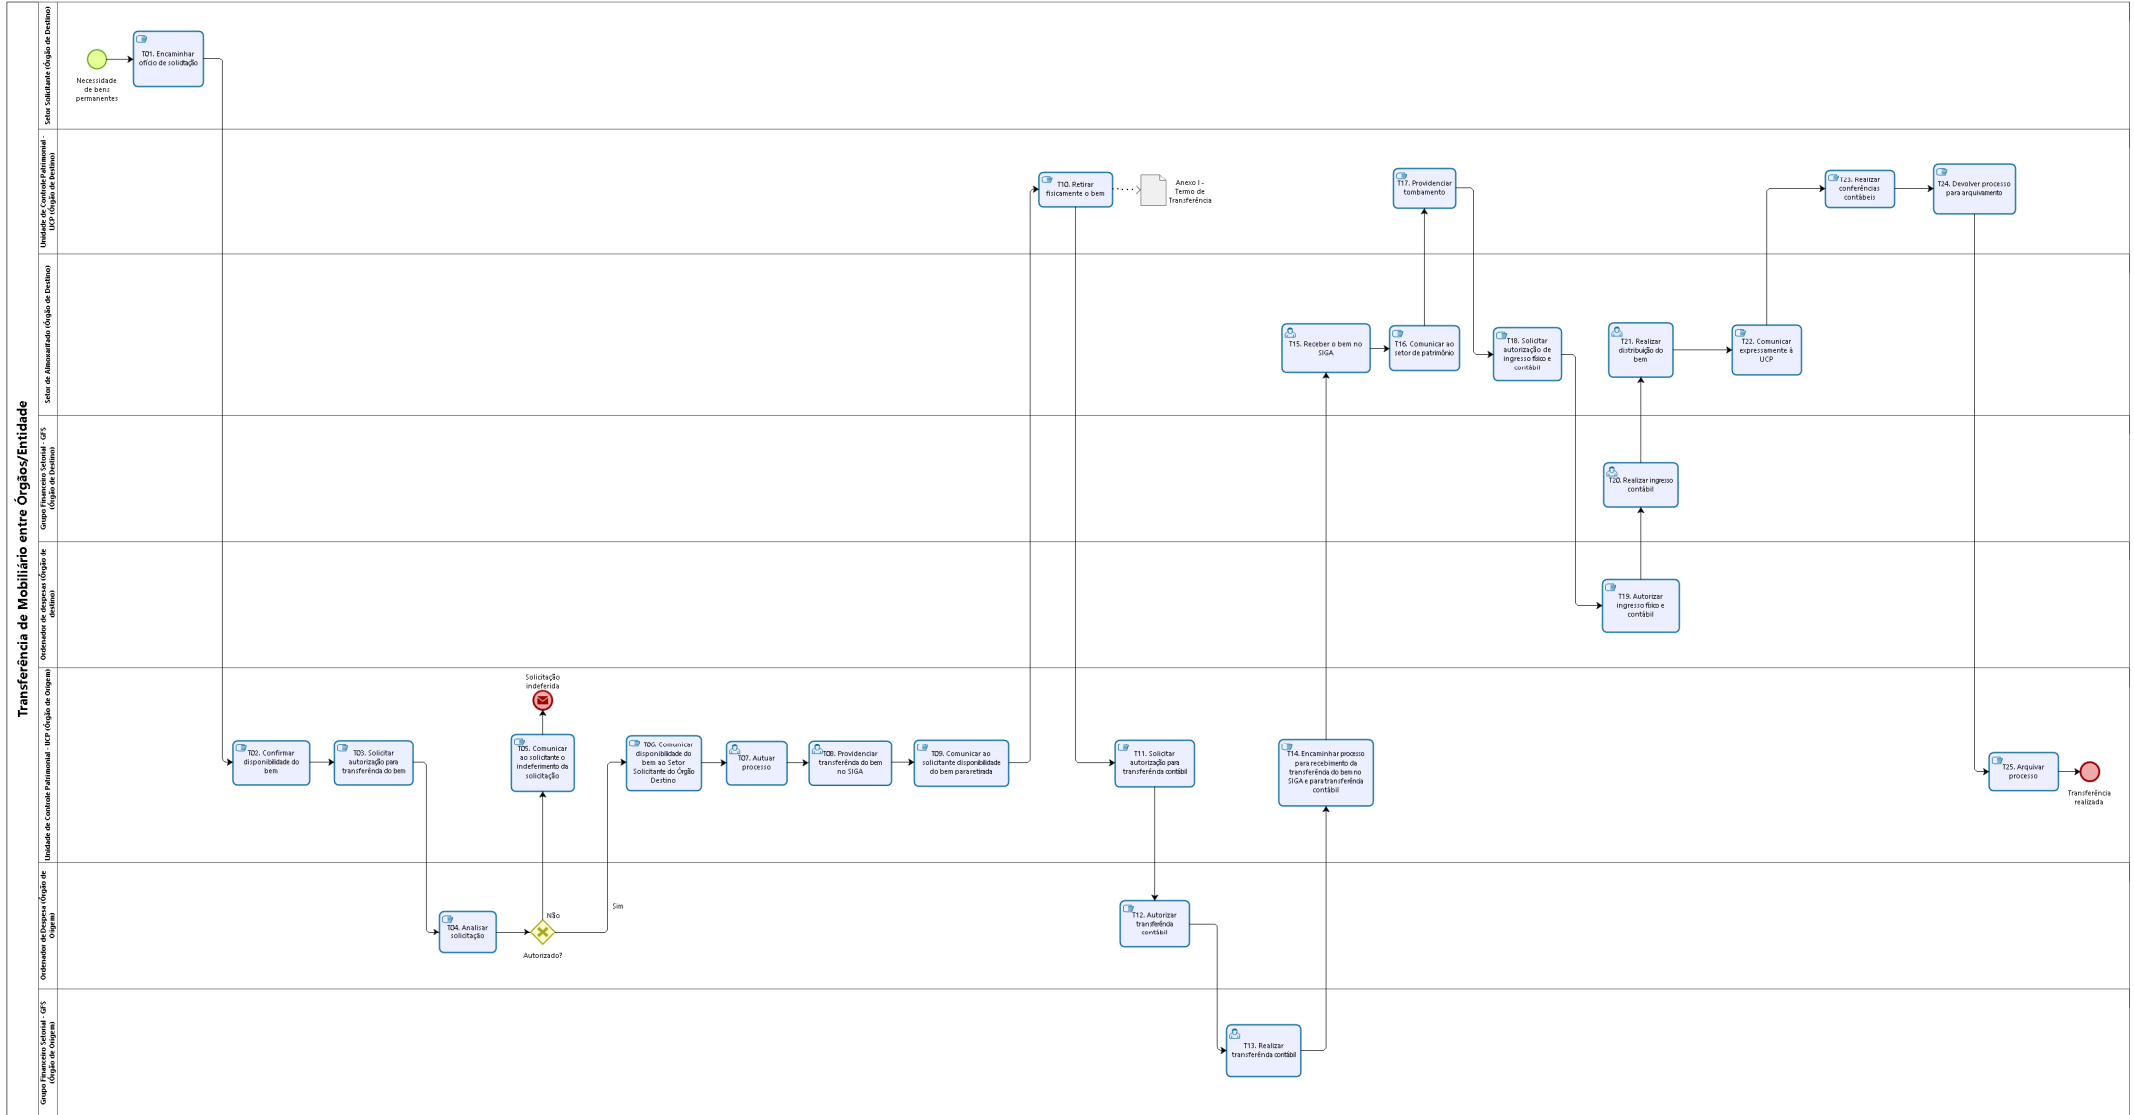 Transferência de Mobiliário entre Órgãos/Entidade
Setor Solicitante (Órgão de Destino)
Necessidade
de bens
permanentes
T01. Encaminhar
ofício de solicitação
Unidade de Controle Patrimonial -
UCP (Órgão de Destino)
T10. Retirar
fisicamente o bem
Anexo I -
Termo de
Transferência
T17. Providenciar
tombamento
T23. Realizar
conferências
contábeis
T24. Devolver processo
para arquivamento
Setor de Almoxarifado (Órgão de Destino)
T15. Receber o bem no
SIGA
T16. Comunicar ao
setor de patrimônio
T18. Solicitar
autorização de
ingresso físico e
contábil
T21. Realizar
distribuição do
bem
T22. Comunicar
expressamente à
UCP
Grupo Financeiro Setorial - GFS
(Órgão de Destino)
T20. Realizar ingresso
contábil
Ordenador de despesas (Órgão de
destino)
T19. Autorizar
ingresso físico e
contábil
Unidade de Controle Patrimonial - UCP (Órgão de Origem)
Solicitação
indeferida
T02. Confirmar
disponibilidade do
bem
T03. Solicitar
autorização para
transferência do bem
T05. Comunicar
ao solicitante o
indeferimento da
solicitação
T06. Comunicar
disponibilidade do
bem ao Setor
Solicitante do Órgão
Destino
T07. Autuar
processo
T08. Providenciar
transferência do bem
no SIGA
T09. Comunicar ao
solicitante disponibilidade
do bem para retirada
T11. Solicitar
autorização para
transferência contábil
T14. Encaminhar processo
para recebimento da
transferência do bem no
SIGA e para transferência
contábil
T25. Arquivar
processo
Transferência
realizada
Ordenador de Despesa (Órgão de
Origem)
T04. Analisar
solicitação
Não
Sim
Autorizado?
T12. Autorizar
transferência
contábil
Grupo Financeiro Setorial - GFS
(Órgão de Origem)
T13. Realizar
transferência contábil